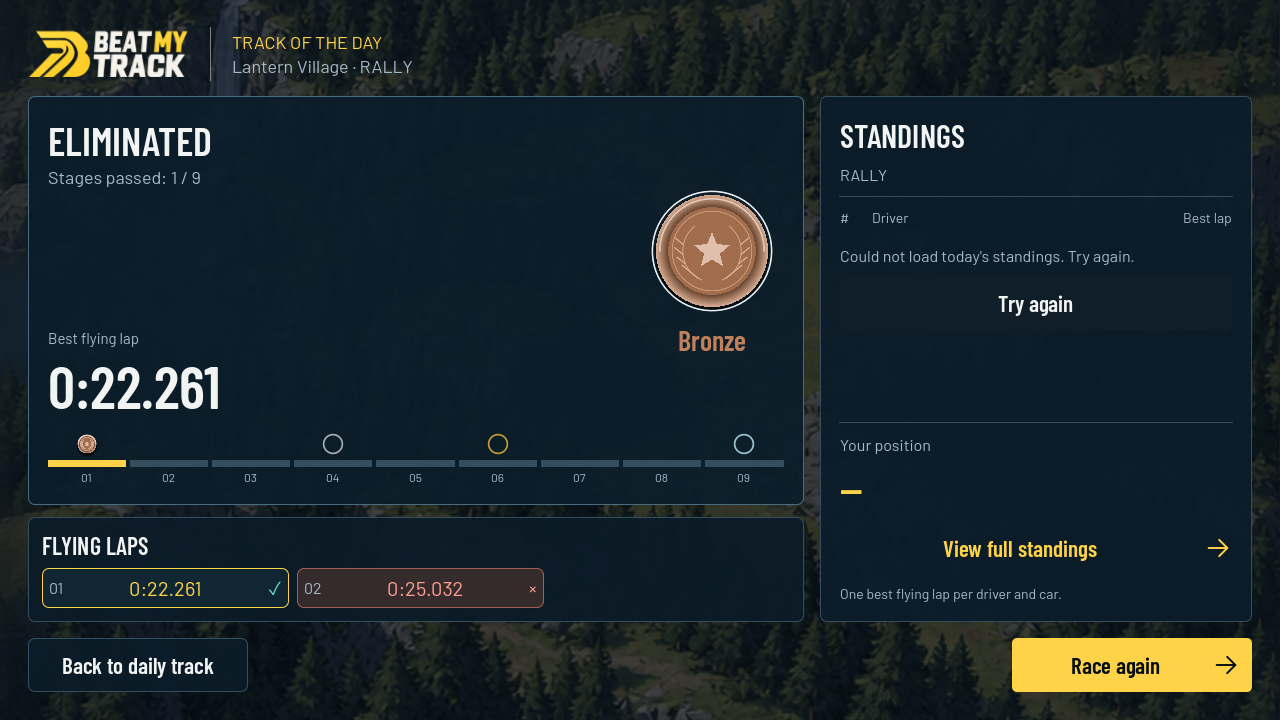 BEAT MY
TRACK
TRACK OF THE DAY
Lantern Village · RALLY
ELIMINATED
Stages passed: 1 / 9
Bronze
Best flying lap
0:22.261
01 02 03 04 05 06 07 08 09
FLYING LAPS
01 0:22.261 ✓
02 0:25.032 ×
STANDINGS
RALLY
# Driver Best lap
Could not load today's standings. Try again.
Try again
Your position
–
View full standings →
One best flying lap per driver and car.
Back to daily track
Race again →